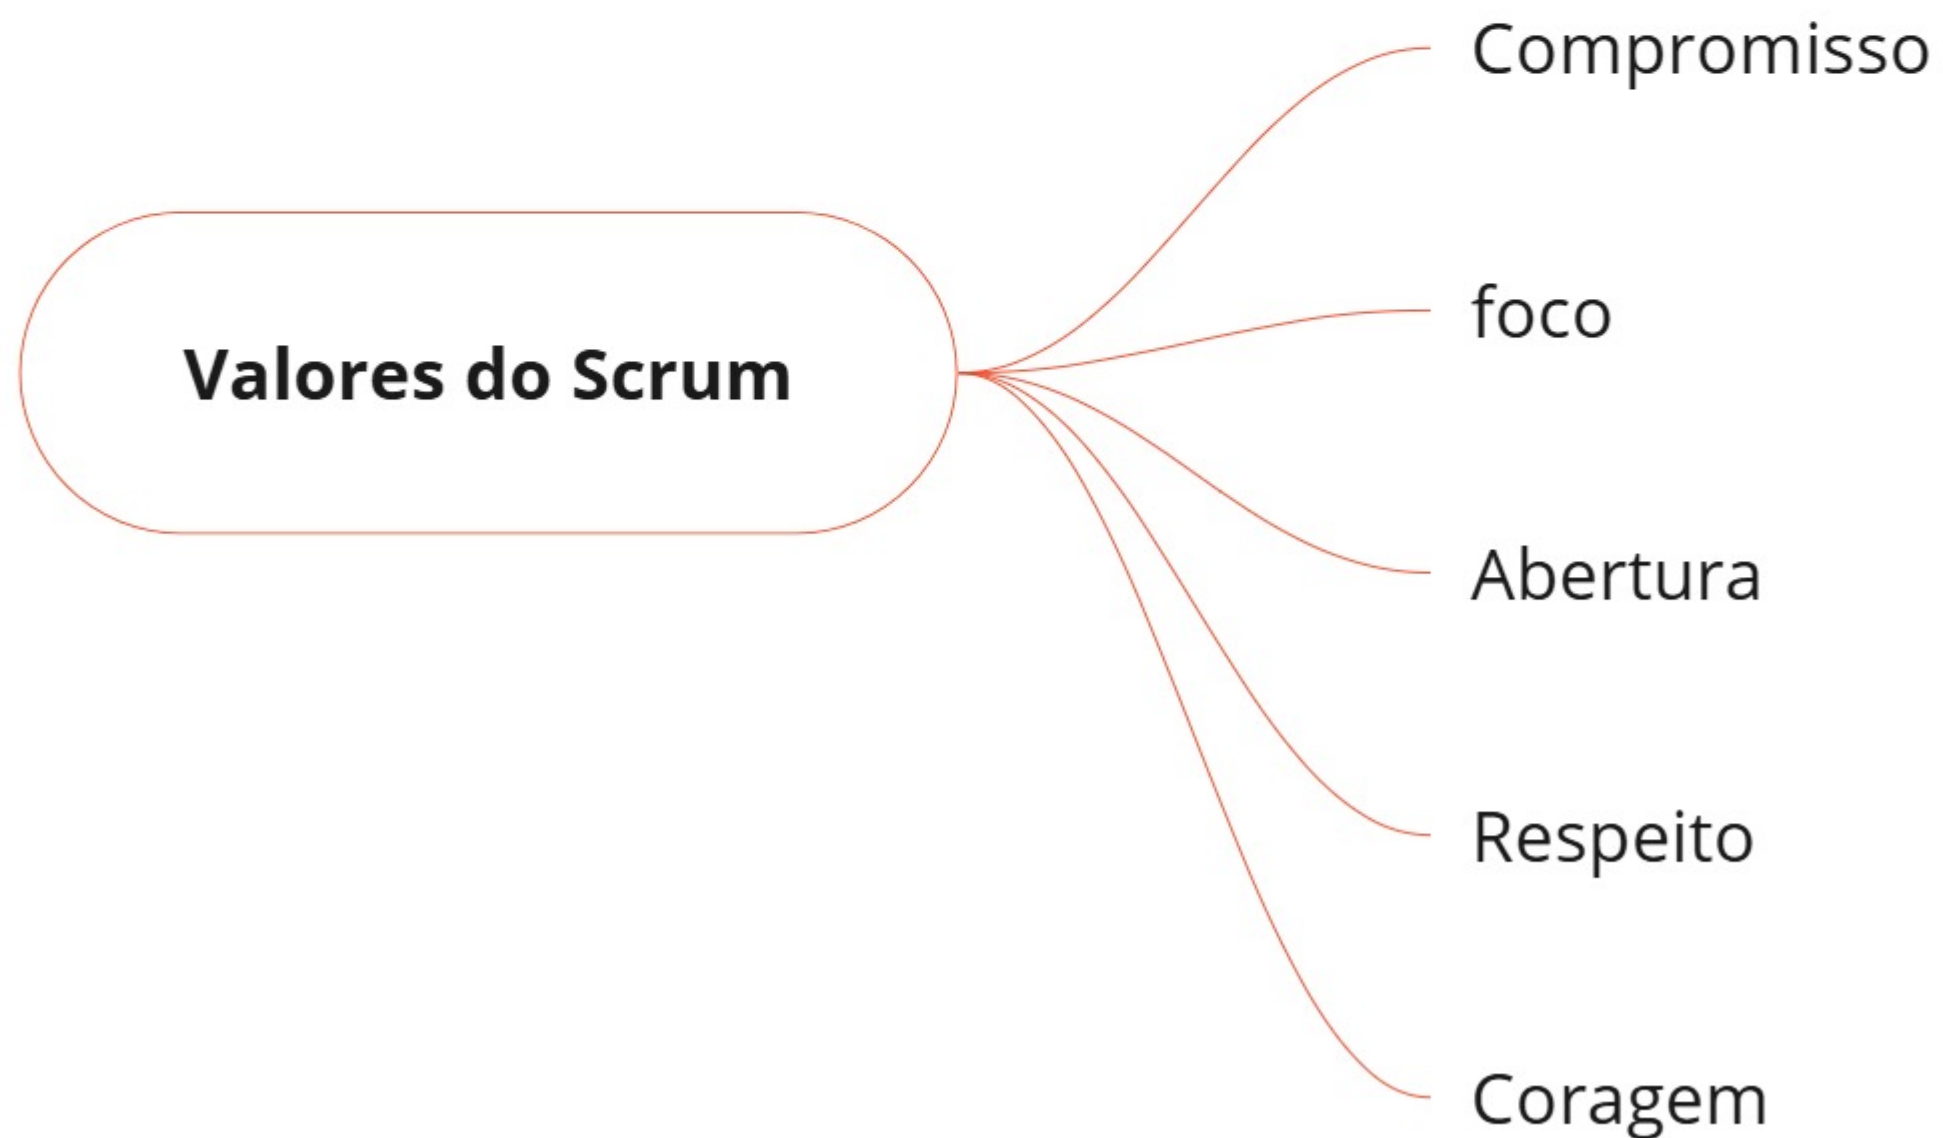 Valores do Scrum
Compromisso
foco
Abertura
Respeito
Coragem